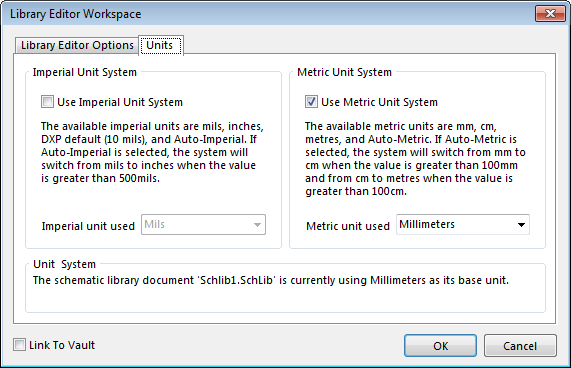 Library Editor Workspace
Library Editor Options
Units
Imperial Unit System
Use Imperial Unit System
The available imperial units are mils, inches,
DXP default (10 mils), and Auto-Imperial. If
Auto-Imperial is selected, the system will
switch from mils to inches when the value
is greater than 500mils.
Imperial unit used
Mils
Metric Unit System
Use Metric Unit System
The available metric units are mm, cm,
metres, and Auto-Metric. If Auto-Metric is
selected, the system will switch from mm to
cm when the value is greater than 100mm
and from cm to metres when the value is
greater than 100cm.
Metric unit used
Millimeters
Unit System
The schematic library document 'Schlib1.SchLib' is currently using Millimeters as its base unit.
Link To Vault
OK
Cancel